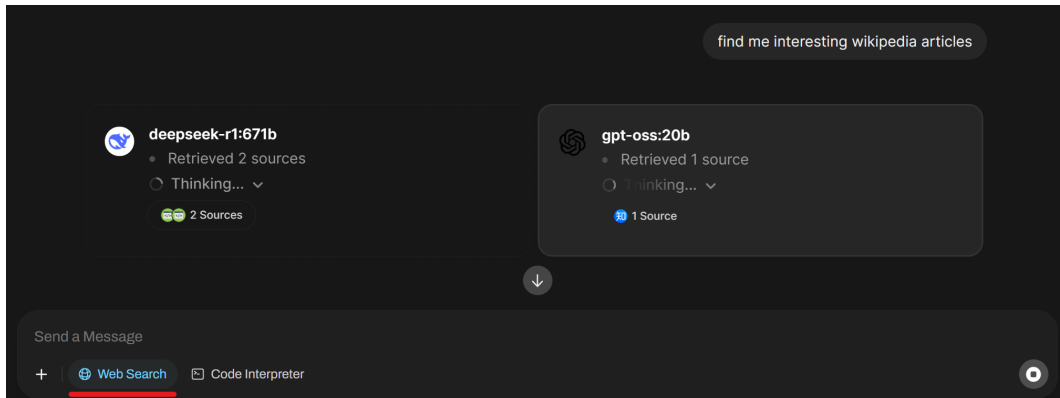 find me interesting wikipedia articles
deepseek-r1:671b
Retrieved 2 sources
Thinking...
2 Sources
gpt-oss:20b
Retrieved 1 source
Thinking...
知 1 Source
Send a Message
Web Search
Code Interpreter